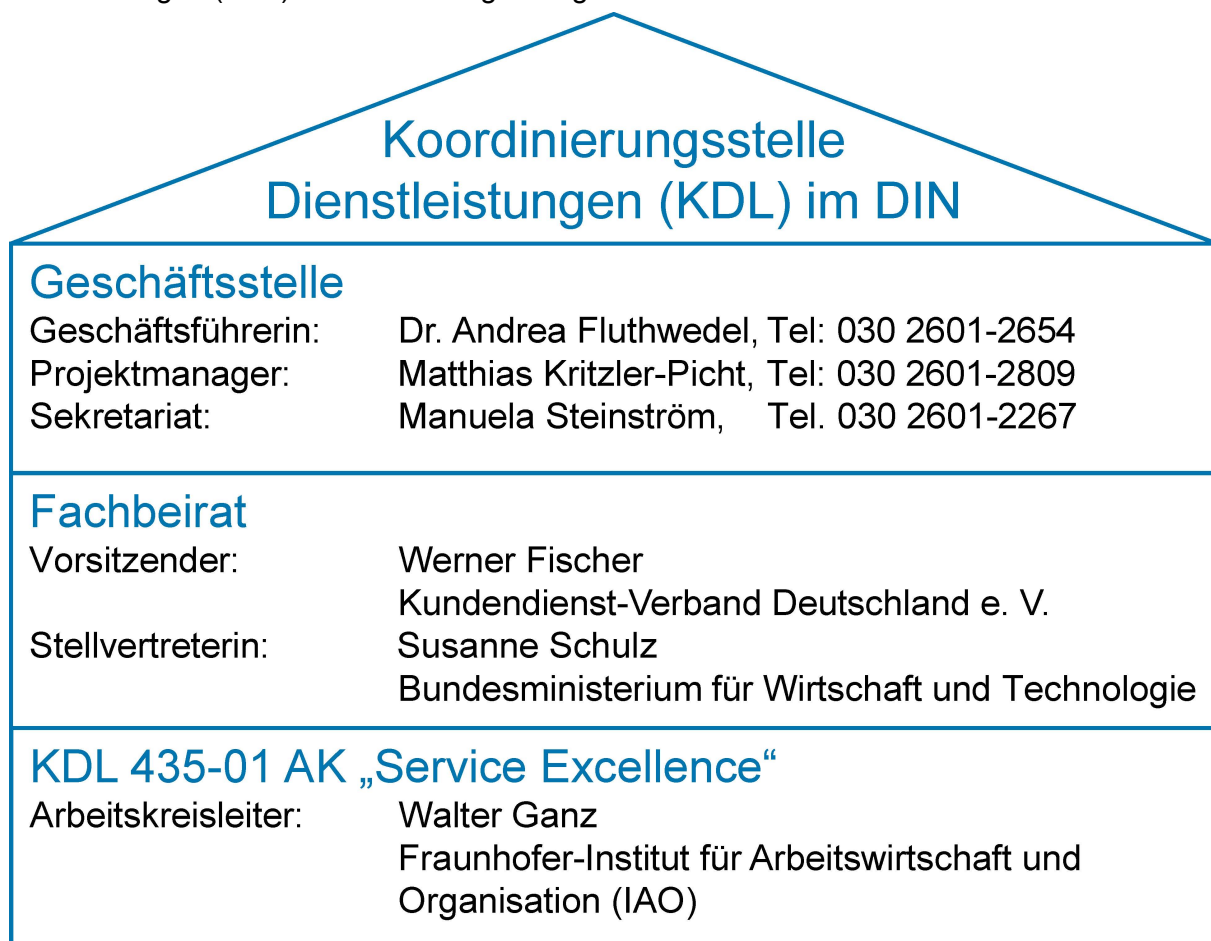 Koordinierungsstelle
Dienstleistungen (KDL) im DIN
Geschäftsstelle
Geschäftsführerin: Dr. Andrea Fluthwedel, Tel: 030 2601-2654
Projektmanager: Matthias Kritzler-Picht, Tel: 030 2601-2809
Sekretariat: Manuela Steinström, Tel. 030 2601-2267
Fachbeirat
Vorsitzender: Werner Fischer
Kundendienst-Verband Deutschland e. V.
Stellvertreterin: Susanne Schulz
Bundesministerium für Wirtschaft und Technologie
KDL 435-01 AK „Service Excellence“
Arbeitskreisleiter: Walter Ganz
Fraunhofer-Institut für Arbeitswirtschaft und
Organisation (IAO)